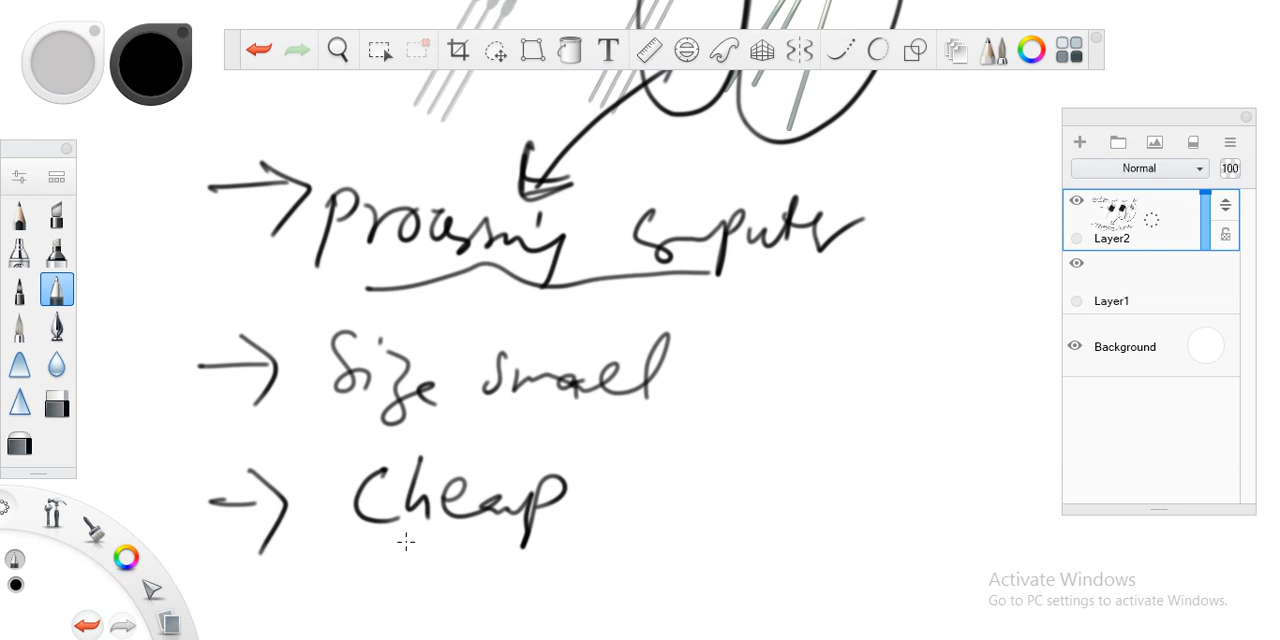 → Processing computer
→ Size small
→ Cheap
Normal
100
Layer2
Layer1
Background
Activate Windows
Go to PC settings to activate Windows.